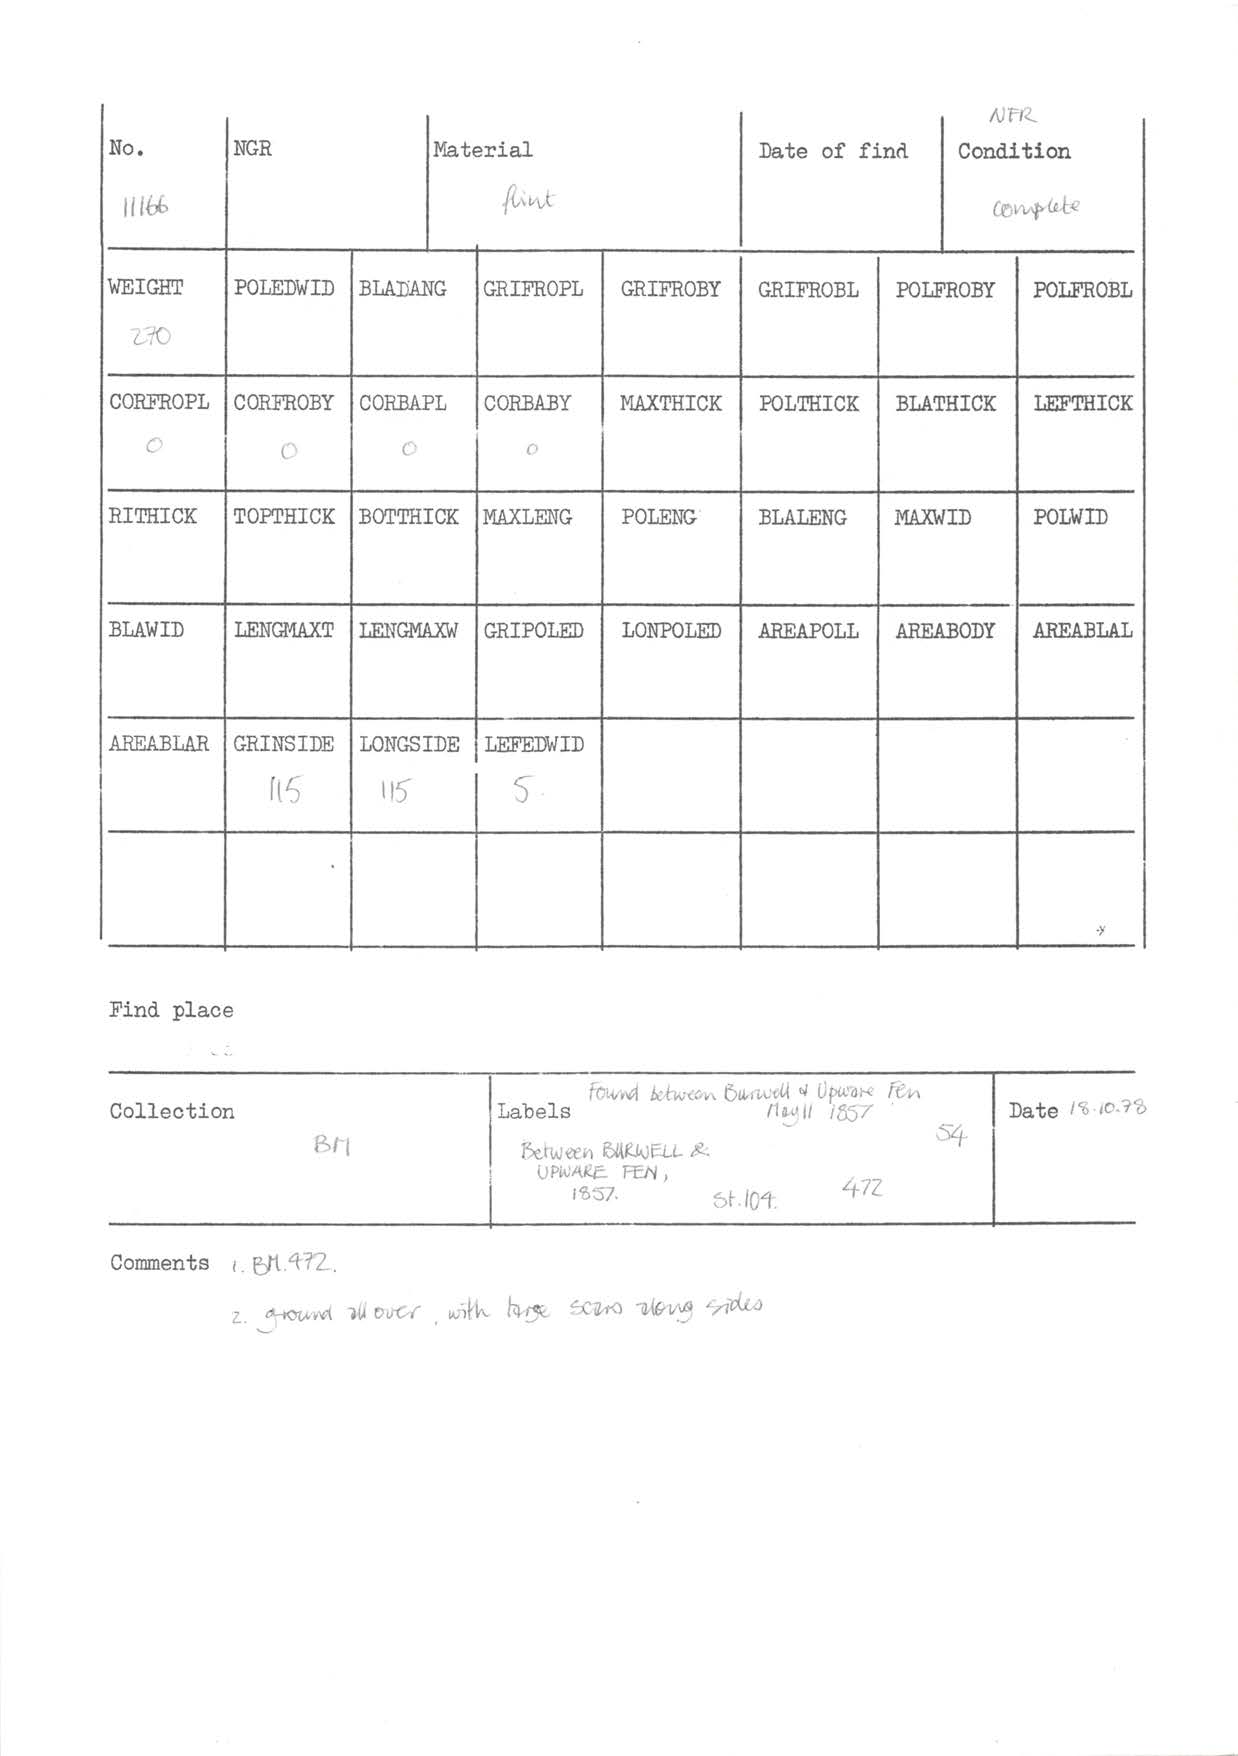 NFR
No. NGR Material Date of find Condition
11166 flint complete
WEIGHT POLEDWID BLADANG GRIFROPL GRIFROBY GRIFROBL POLFROBY POLFROBL
270
CORFROPL CORFROBY CORBAPL CORBABY MAXTHICK POLTHICK BLATHICK LEFTHICK
0 0 0 0
RITHICK TOPTHICK BOTTHICK MAXLENG POLENG BLALENG MAXWID POLWID
BLAWID LENGMAXT LENGMAXW GRIPOLED LONPOLED AREAPOLL AREABODY AREABLAL
AREABLAR GRINSIDE LONGSIDE LEFEDWID
115 115 5
Find place
Collection
BM
Labels
Found between Burwell & Upware Fen
May 11 1857
54
Between BURWELL &
UPWARE FEN,
1857. St.104. 472
Date 18.10.78
Comments 1. BM.472.
2. ground all over, with large scars along sides